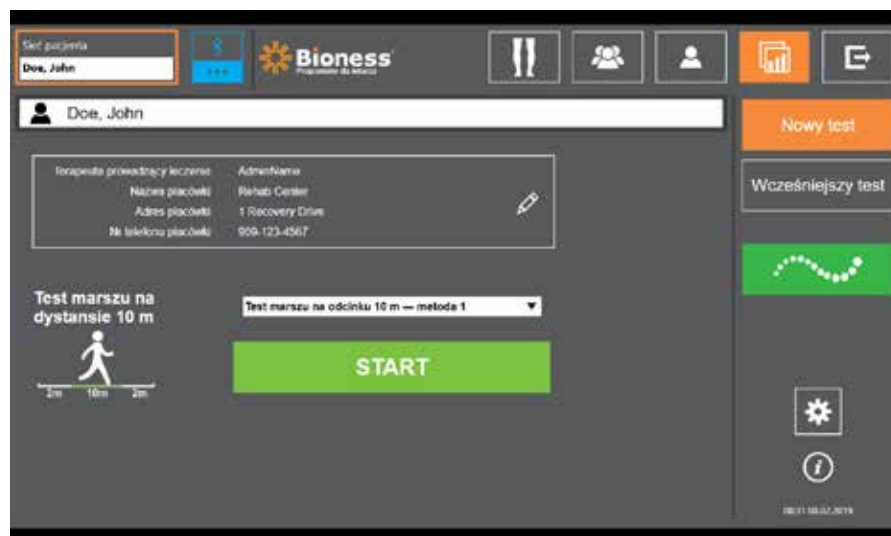 Sieć pacjenta
Doe, John
Bioness
Doe, John
Nowy test
Wcześniejszy test
Terapeuta prowadzący leczenie AdminName
Nazwa placówki Rehab Center
Adres placówki 1 Recovery Drive
Nr telefonu placówki 909-123-4567
Test marszu na
dystansie 10 m
Test marszu na odcinku 10 m — metoda 1
START
2m 10m 2m